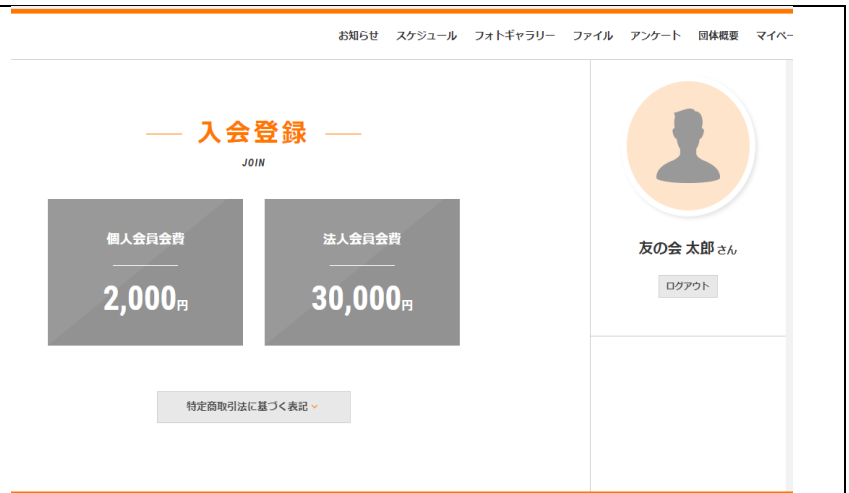 お知らせ スケジュール フォトギャラリー ファイル アンケート 団体概要 マイペー
入会登録
JOIN
個人会員会費
2,000円
法人会員会費
30,000円
特定商取引法に基づく表記
友の会 太郎 さん
ログアウト